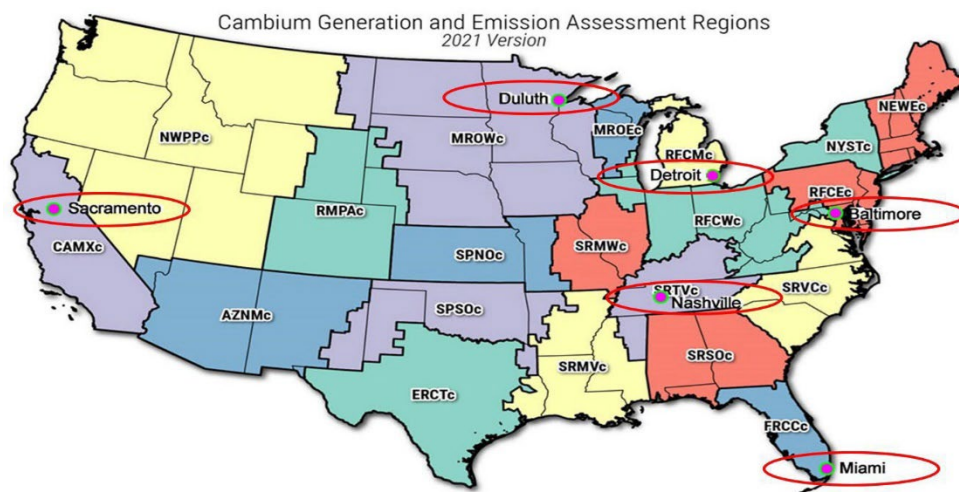 Cambium Generation and Emission Assessment Regions
2021 Version
Duluth
NWPPc
MROWc
MROEc
NEWEc
NYSTc
RFCMc
Detroit
Sacramento
RMPAc
RFCEc
Baltimore
RFCWc
CAMXc
SPNOc
SRMWc
SRTVc
Nashville
SRVCc
AZNMc
SPSOc
SRMVc
SRSOc
ERCTc
FRCCc
Miami